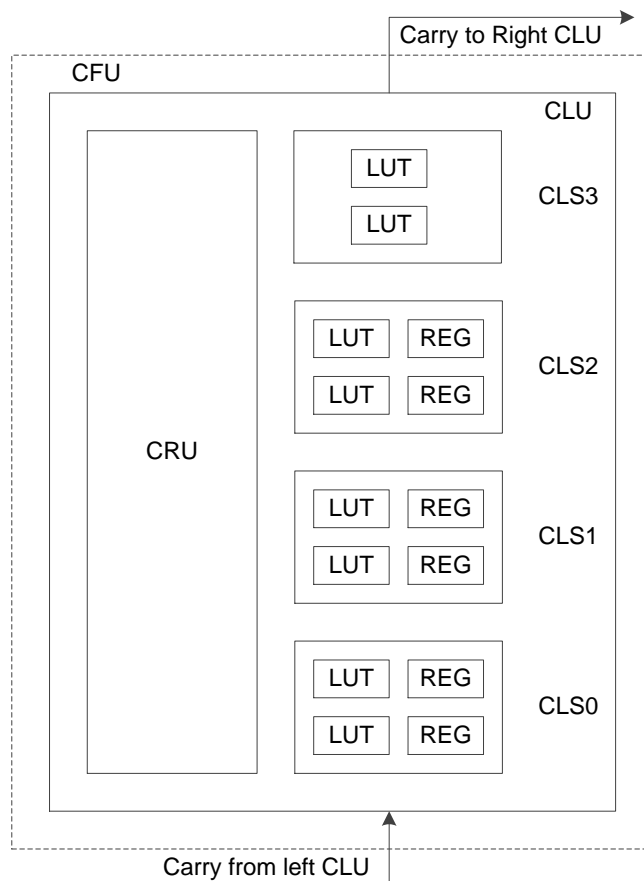 Carry to Right CLU
CFU
CLU
LUT
CLS3
LUT
LUT REG
CLS2
LUT REG
CRU
LUT REG
CLS1
LUT REG
LUT REG
CLS0
LUT REG
Carry from left CLU